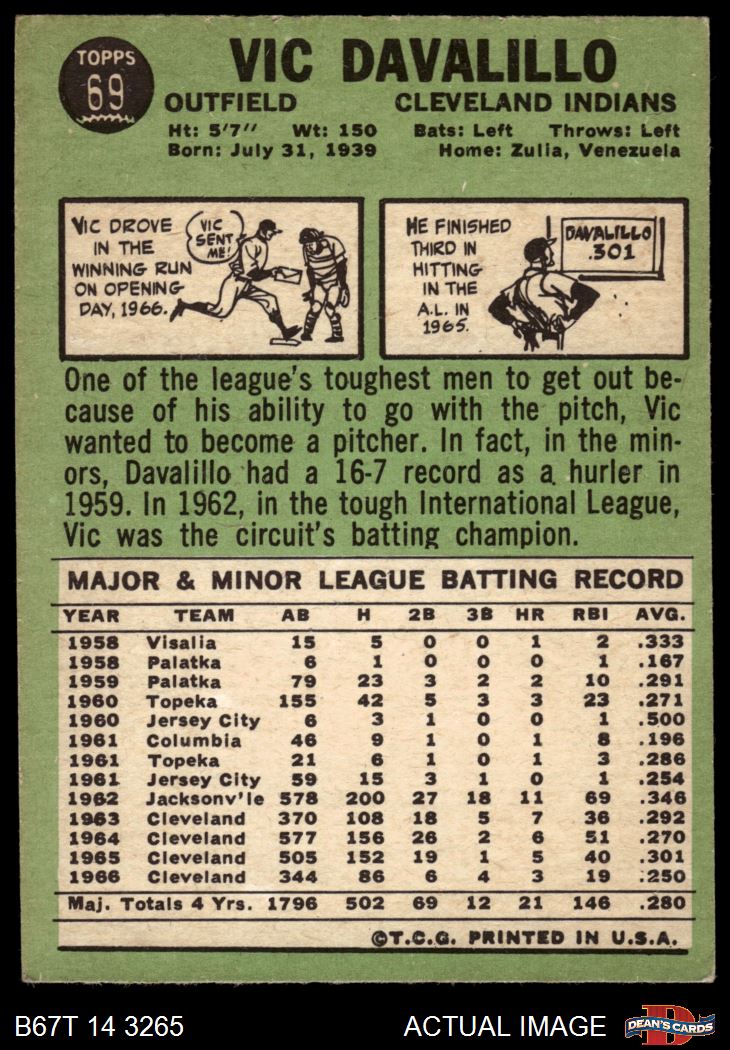 TOPPS
69
VIC DAVALILLO
OUTFIELD CLEVELAND INDIANS
Ht: 5'7" Wt: 150 Bats: Left Throws: Left
Born: July 31, 1939 Home: Zulia, Venezuela
VIC DROVE
IN THE
WINNING RUN
ON OPENING
DAY, 1966.
VIC
SENT
ME!
HE FINISHED
THIRD IN
HITTING
IN THE
A.L. IN
1965.
DAVALILLO
.301
One of the league's toughest men to get out be-
cause of his ability to go with the pitch, Vic
wanted to become a pitcher. In fact, in the min-
ors, Davalillo had a 16-7 record as a hurler in
1959. In 1962, in the tough International League,
Vic was the circuit's batting champion.
MAJOR & MINOR LEAGUE BATTING RECORD
YEAR TEAM AB H 2B 3B HR RBI AVG.
1958 Visalia 15 5 0 0 1 2 .333
1958 Palatka 6 1 0 0 0 1 .167
1959 Palatka 79 23 3 2 2 10 .291
1960 Topeka 155 42 5 3 3 23 .271
1960 Jersey City 6 3 1 0 0 1 .500
1961 Columbia 46 9 1 0 1 8 .196
1961 Topeka 21 6 1 0 1 3 .286
1961 Jersey City 59 15 3 1 0 1 .254
1962 Jacksonv'le 578 200 27 18 11 69 .346
1963 Cleveland 370 108 18 5 7 36 .292
1964 Cleveland 577 156 26 2 6 51 .270
1965 Cleveland 505 152 19 1 5 40 .301
1966 Cleveland 344 86 6 4 3 19 .250
Maj. Totals 4 Yrs. 1796 502 69 12 21 146 .280
©T.C.G. PRINTED IN U.S.A.
B67T 14 3265 ACTUAL IMAGE
D
DEAN'S CARDS